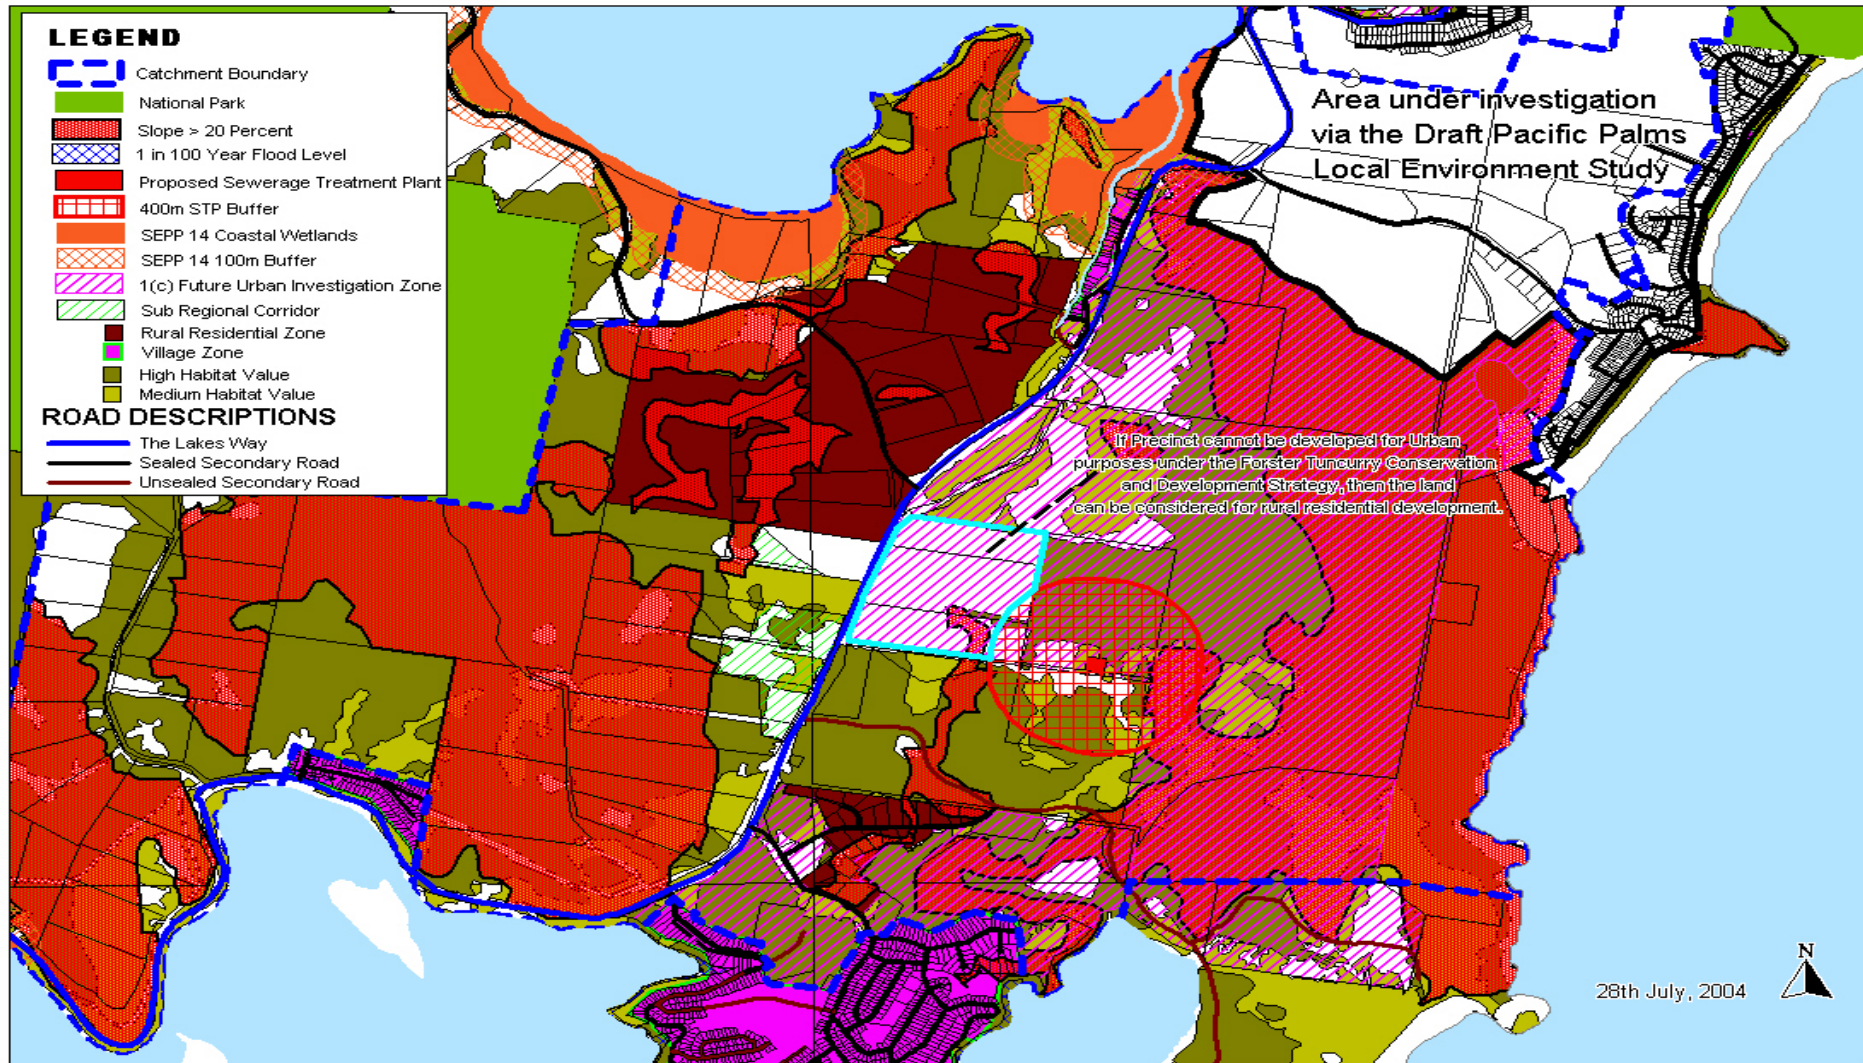 LEGEND
Catchment Boundary
National Park
Slope > 20 Percent
1 in 100 Year Flood Level
Proposed Sewerage Treatment Plant
400m STP Buffer
SEPP 14 Coastal Wetlands
SEPP 14 100m Buffer
1(c) Future Urban Investigation Zone
Sub Regional Corridor
Rural Residential Zone
Village Zone
High Habitat Value
Medium Habitat Value
ROAD DESCRIPTIONS
The Lakes Way
Sealed Secondary Road
Unsealed Secondary Road
Area under investigation
via the Draft Pacific Palms
Local Environment Study
If Precinct cannot be developed for Urban
purposes under the Forster Tuncurry Conservation
and Development Strategy, then the land
can be considered for rural residential development.
N
28th July, 2004